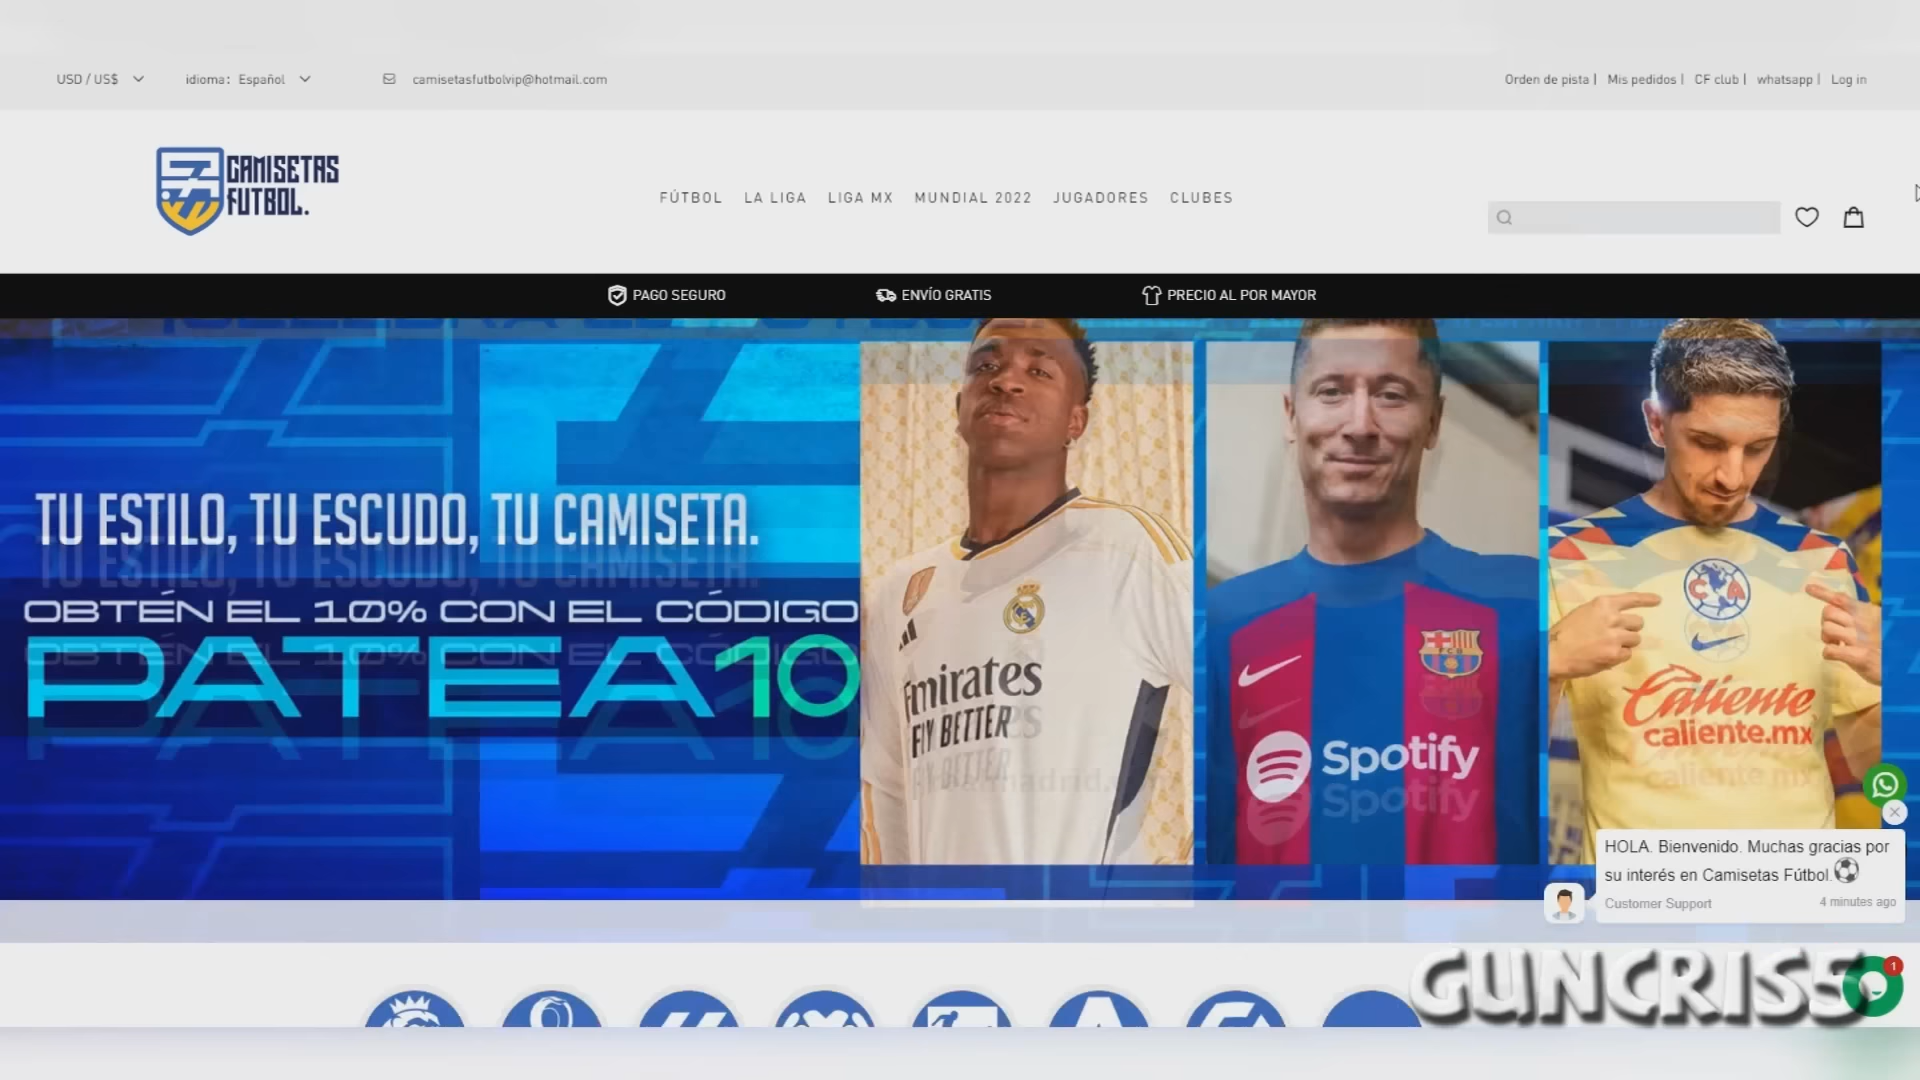 USD / US$
idioma: Español
camisetasfutbolvip@hotmail.com
Orden de pista | Mis pedidos | CF club | whatsapp | Log in
CAMISETAS
FUTBOL.
FÚTBOL LA LIGA LIGA MX MUNDIAL 2022 JUGADORES CLUBES
PAGO SEGURO
ENVÍO GRATIS
PRECIO AL POR MAYOR
TU ESTILO, TU ESCUDO, TU CAMISETA.
OBTÉN EL 10% CON EL CÓDIGO
PATEA10
Emirates
FLY BETTER
FCB
Spotify
CA
Caliente
caliente.mx
HOLA. Bienvenido. Muchas gracias por
su interés en Camisetas Fútbol.
Customer Support
4 minutes ago
GUNCRIS5
1